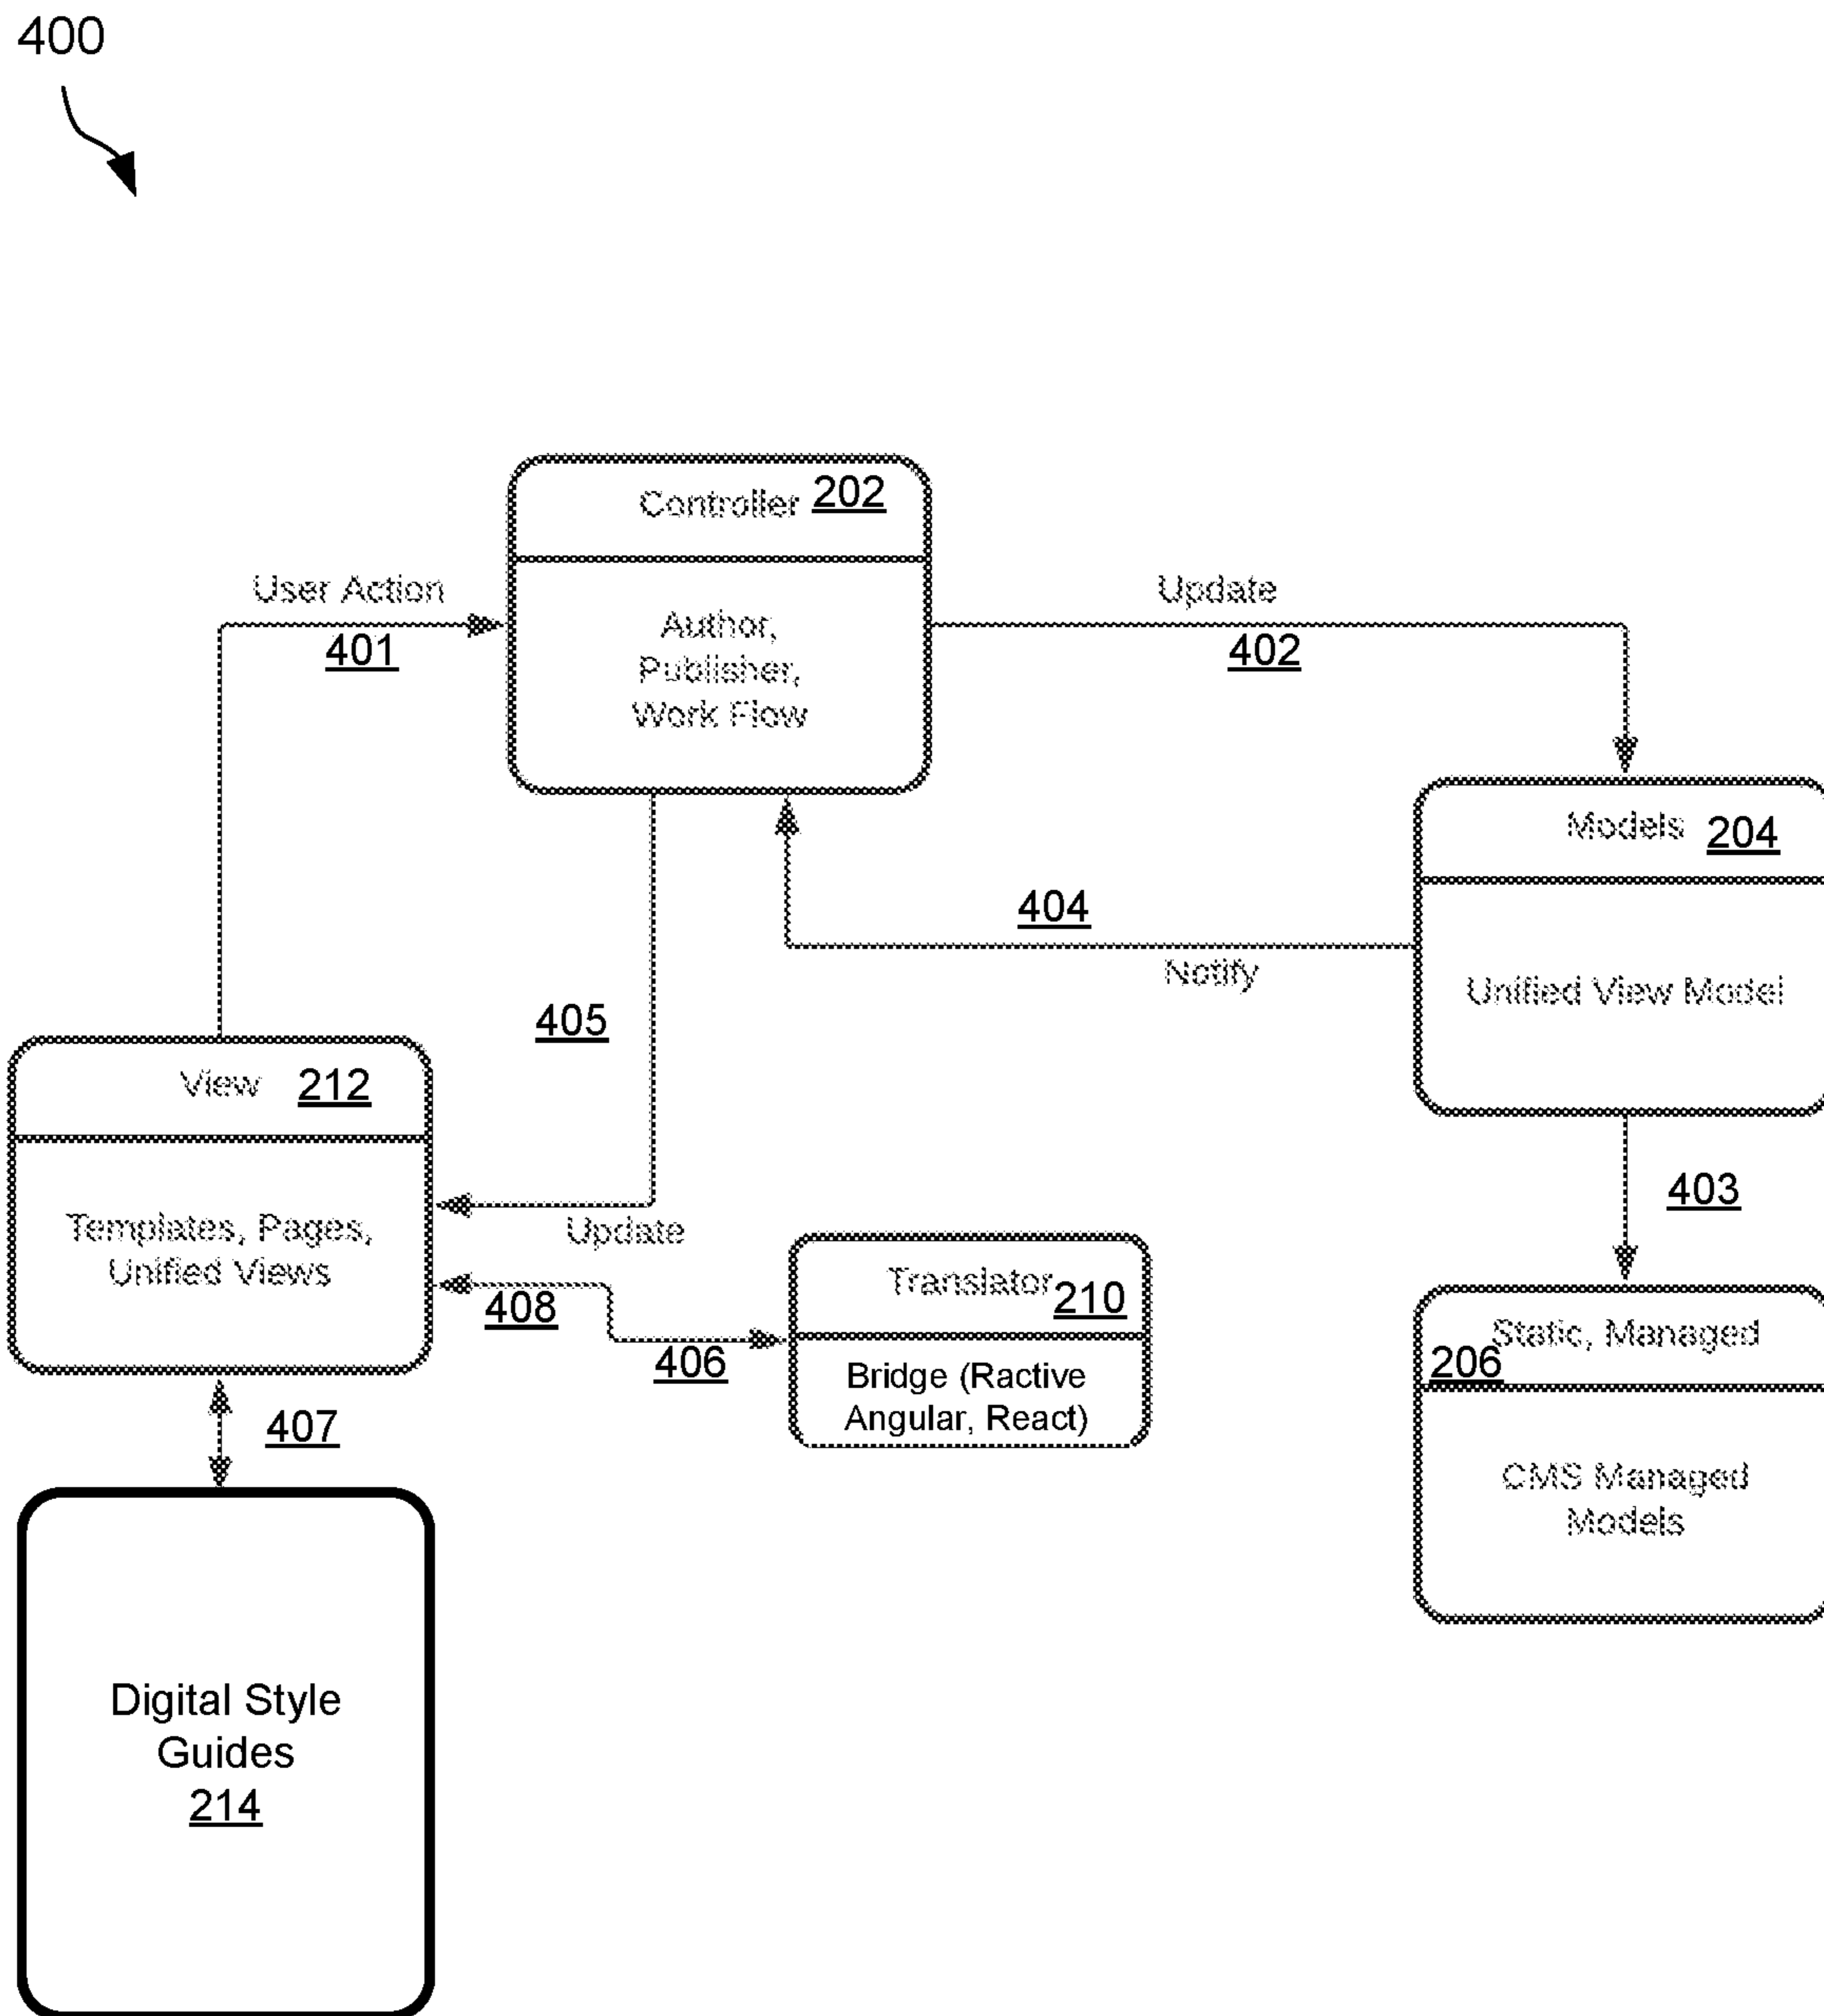 400
Controller 202
User Action
401
Author,
Publisher,
Work Flow
Update
402
Models 204
404
Notify
Unified View Model
405
View 212
403
Templates, Pages,
Unified Views
Update
Translator 210
408
406
Bridge (Ractive
Angular, React)
Static, Managed
206
407
CMS Managed
Models
Digital Style
Guides
214